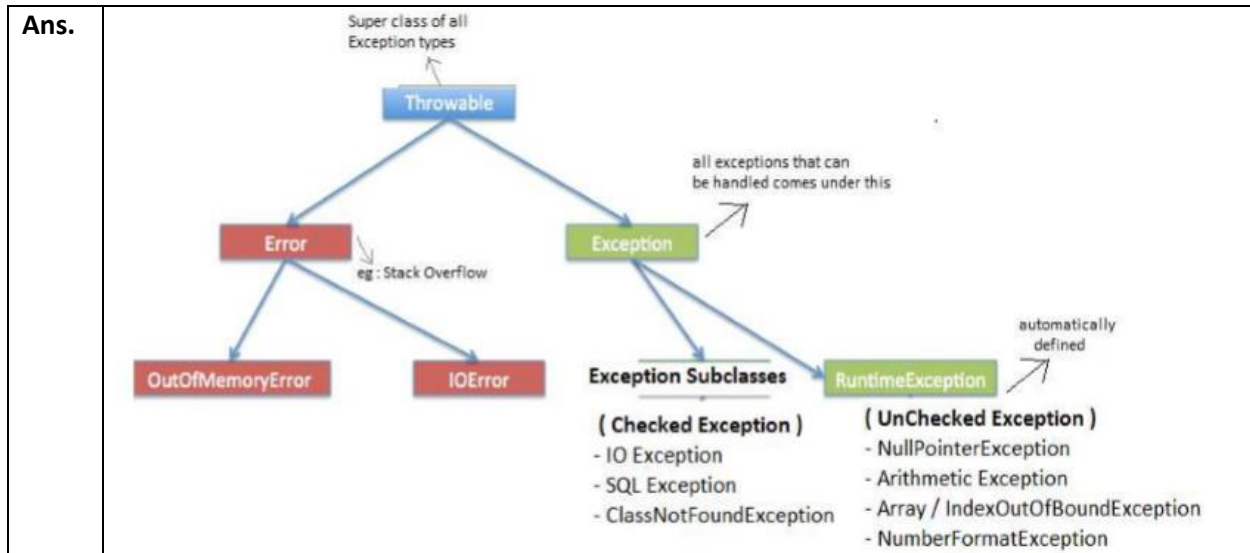 Ans.
Super class of all
Exception types
Throwable
all exceptions that can
be handled comes under this
Error
Exception
eg : Stack Overflow
automatically
defined
OutOfMemoryError
IOError
Exception Subclasses
RuntimeException
( Checked Exception )
- IO Exception
- SQL Exception
- ClassNotFoundException
( UnChecked Exception )
- NullPointerException
- Arithmetic Exception
- Array / IndexOutOfBoundException
- NumberFormatException